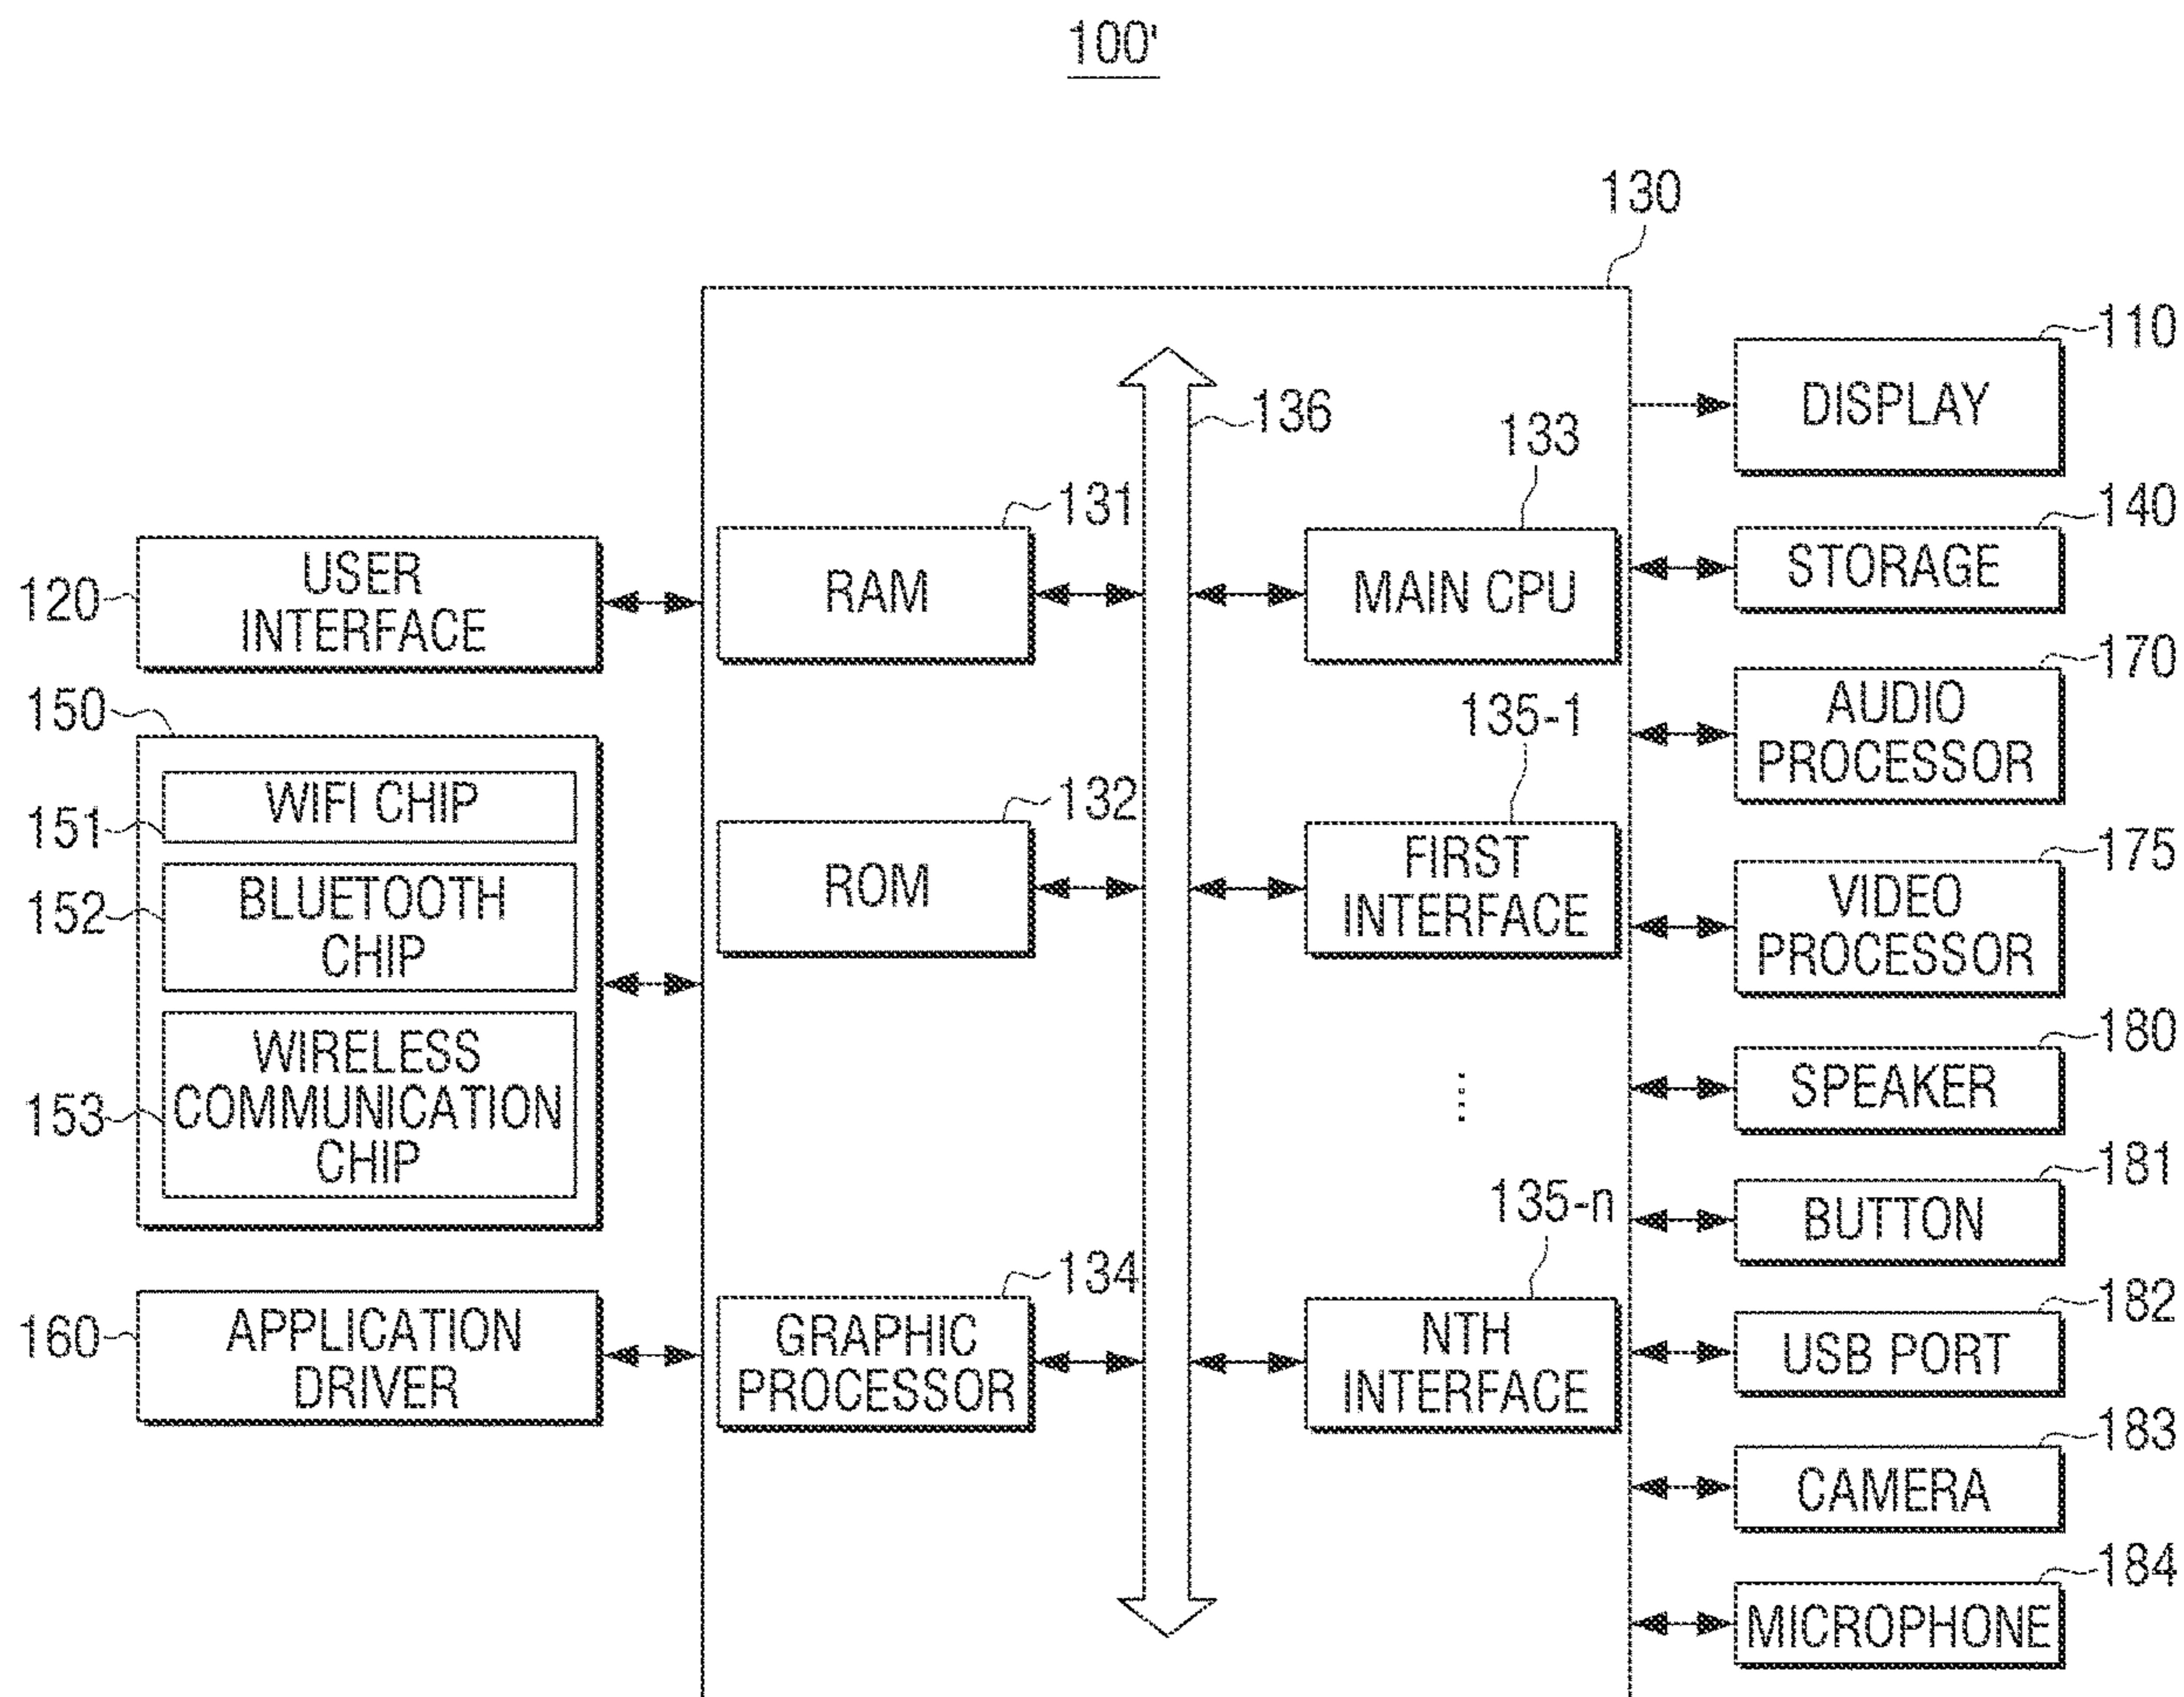 100'
130
110
DISPLAY
136
133
140
STORAGE
131
RAM
MAIN CPU
120
USER
INTERFACE
170
AUDIO
PROCESSOR
150
151
WIFI CHIP
152
BLUETOOTH
CHIP
153
WIRELESS
COMMUNICATION
CHIP
132
ROM
135-1
FIRST
INTERFACE
175
VIDEO
PROCESSOR
180
SPEAKER
181
BUTTON
160
APPLICATION
DRIVER
134
GRAPHIC
PROCESSOR
135-n
NTH
INTERFACE
182
USB PORT
183
CAMERA
184
MICROPHONE